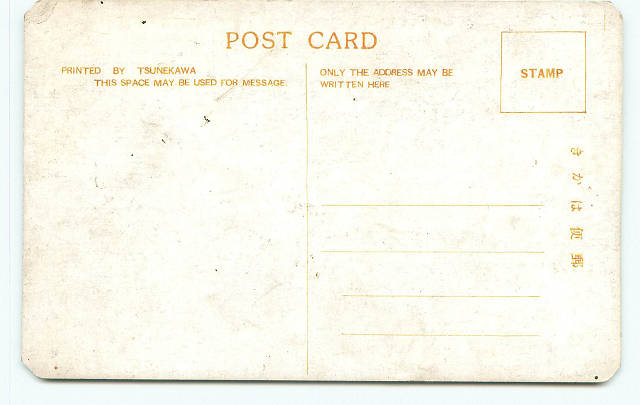 POST CARD
PRINTED BY TSUNEKAWA
THIS SPACE MAY BE USED FOR MESSAGE.
ONLY THE ADDRESS MAY BE
WRITTEN HERE
STAMP
郵便はかき